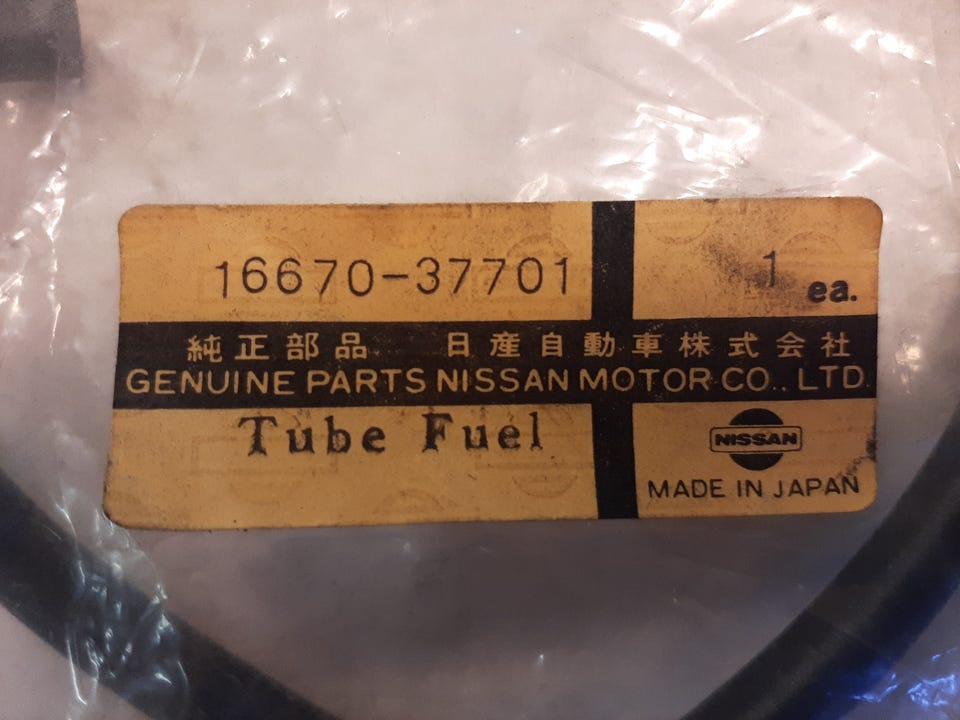 16670-37701
1 ea.
純正部品 日産自動車株式会社
GENUINE PARTS NISSAN MOTOR CO., LTD.
Tube Fuel
NISSAN
MADE IN JAPAN